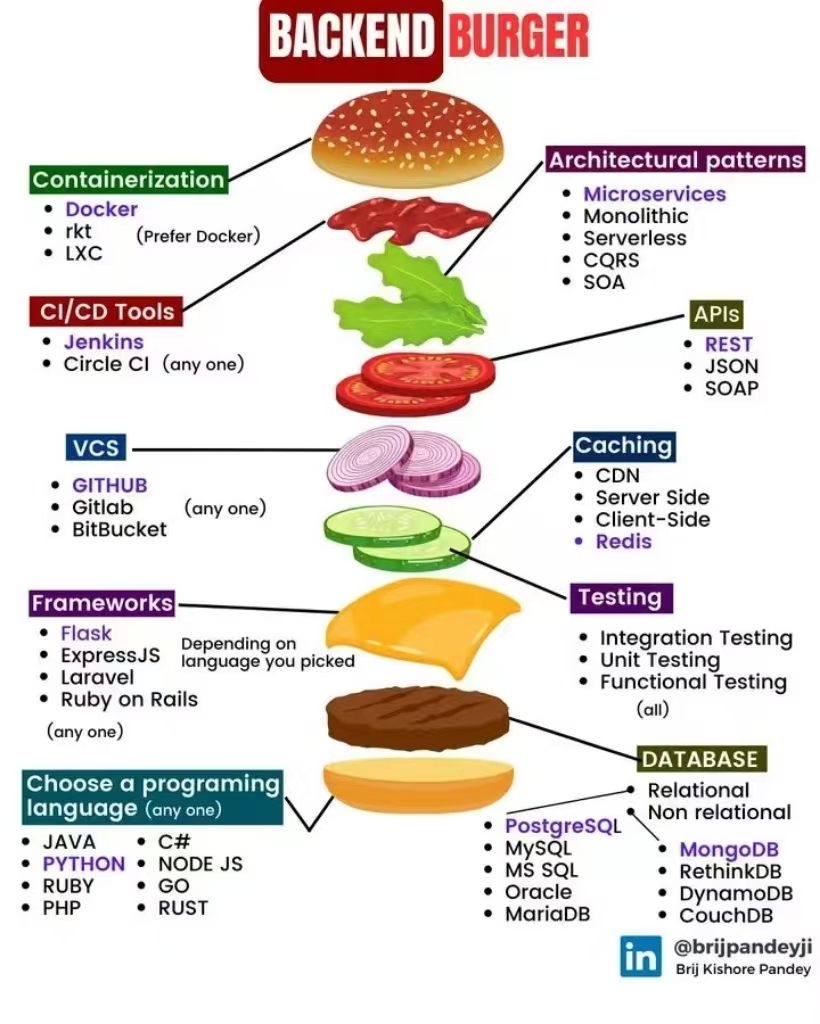 BACKEND BURGER
Containerization
Docker
rkt
(Prefer Docker)
LXC
Architectural patterns
Microservices
Monolithic
Serverless
CQRS
SOA
CI/CD Tools
Jenkins
Circle CI (any one)
APIs
REST
JSON
SOAP
VCS
GITHUB
Gitlab
(any one)
BitBucket
Caching
CDN
Server Side
Client-Side
Redis
Frameworks
Flask
ExpressJS
Laravel
Ruby on Rails
(any one)
Depending on
language you picked
Testing
Integration Testing
Unit Testing
Functional Testing
(all)
DATABASE
Relational
Non relational
PostgreSQL
MySQL
MS SQL
Oracle
MariaDB
MongoDB
RethinkDB
DynamoDB
CouchDB
Choose a programing
language (any one)
JAVA
PYTHON
RUBY
PHP
C#
NODE JS
GO
RUST
in
@brijpandeyji
Brij Kishore Pandey